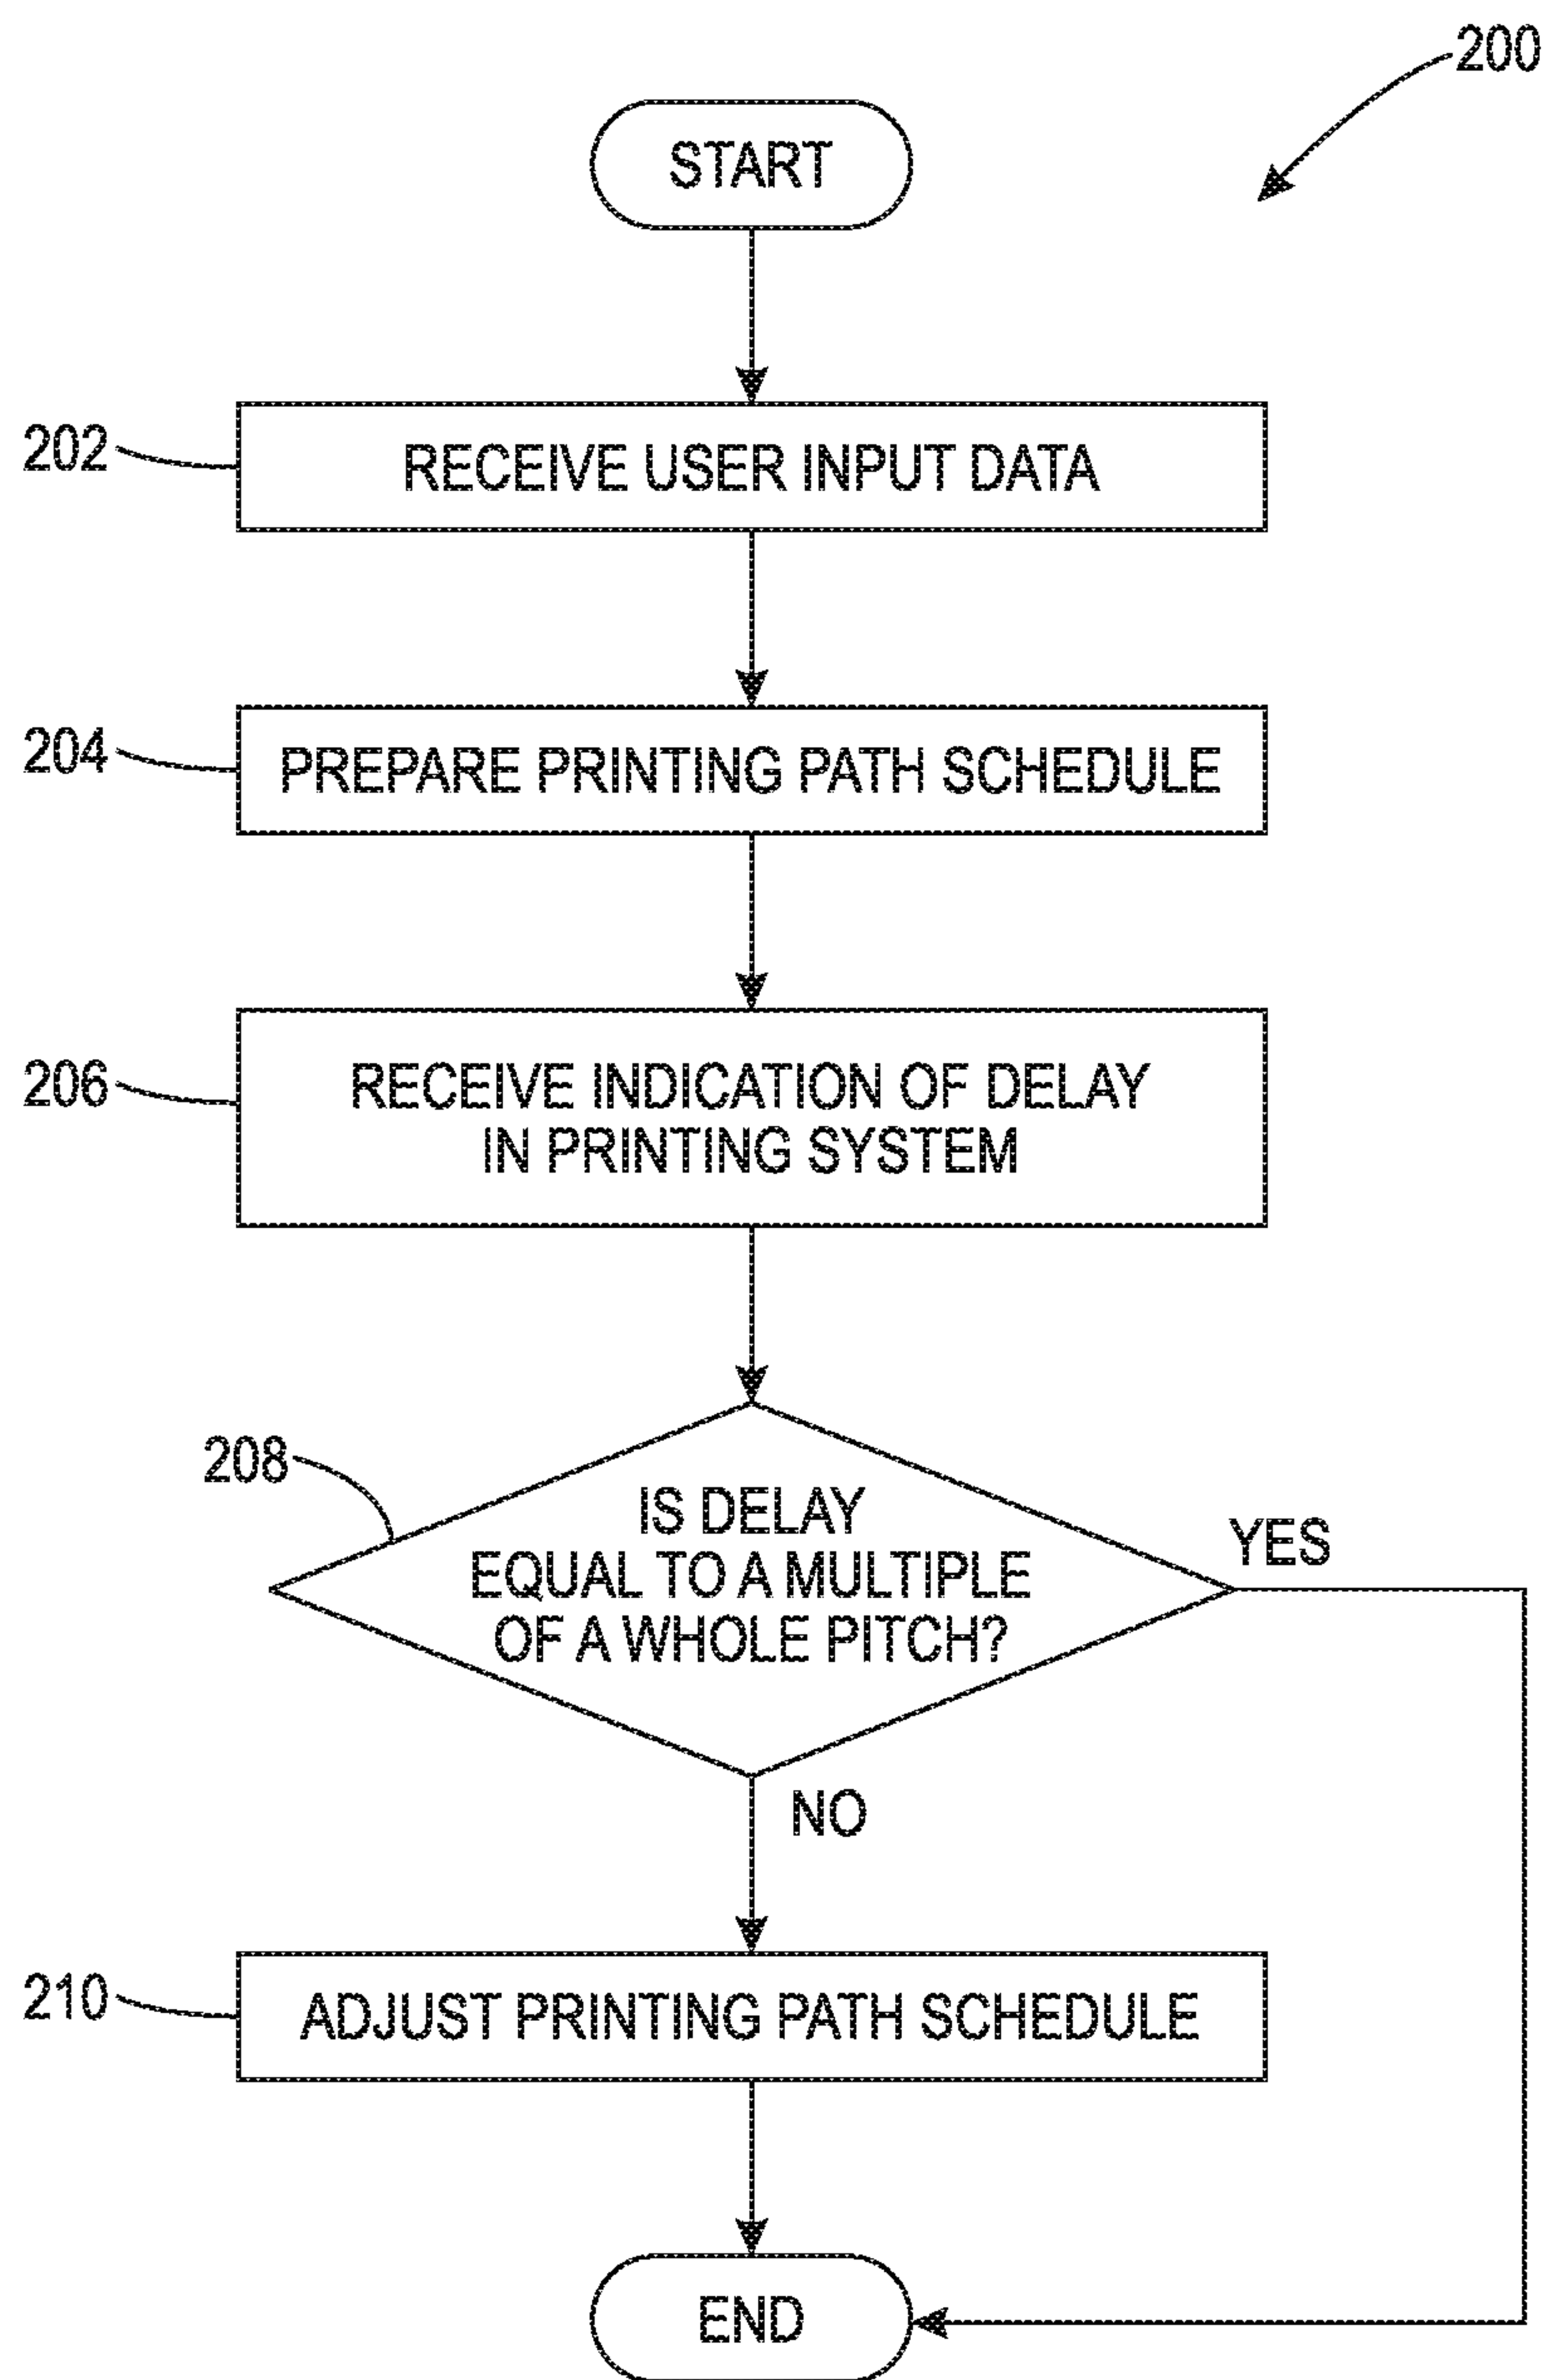 200
START
202
RECEIVE USER INPUT DATA
204
PREPARE PRINTING PATH SCHEDULE
206
RECEIVE INDICATION OF DELAY
IN PRINTING SYSTEM
208
IS DELAY
EQUAL TO A MULTIPLE
OF A WHOLE PITCH?
YES
NO
210
ADJUST PRINTING PATH SCHEDULE
END